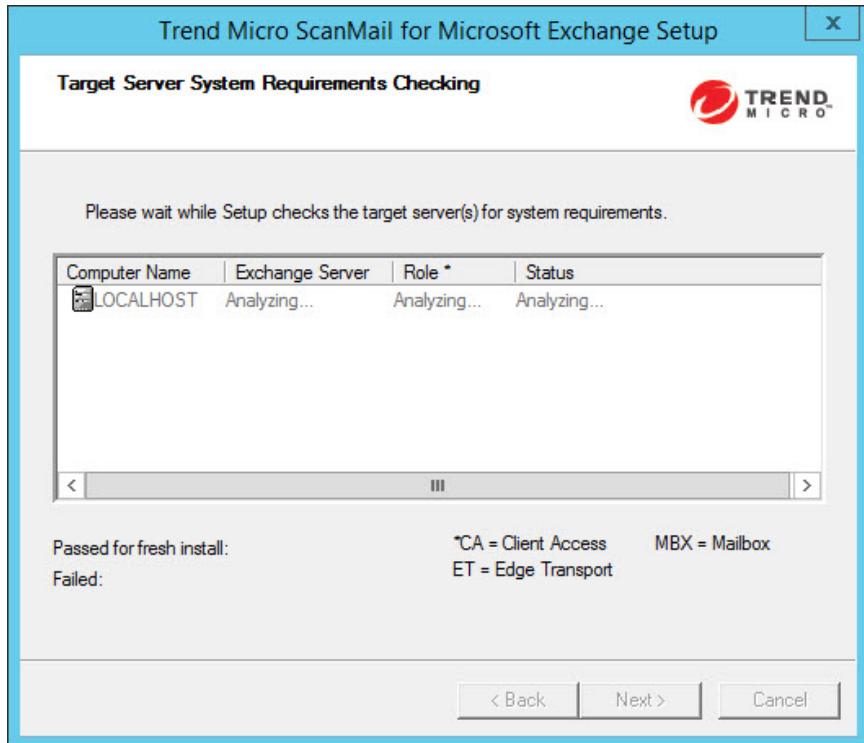 Trend Micro ScanMail for Microsoft Exchange Setup
x
Target Server System Requirements Checking
TREND
MICRO™
Please wait while Setup checks the target server(s) for system requirements.
Computer Name Exchange Server Role * Status
LOCALHOST Analyzing... Analyzing... Analyzing...
Passed for fresh install: *CA = Client Access MBX = Mailbox
Failed: ET = Edge Transport
< Back Next > Cancel